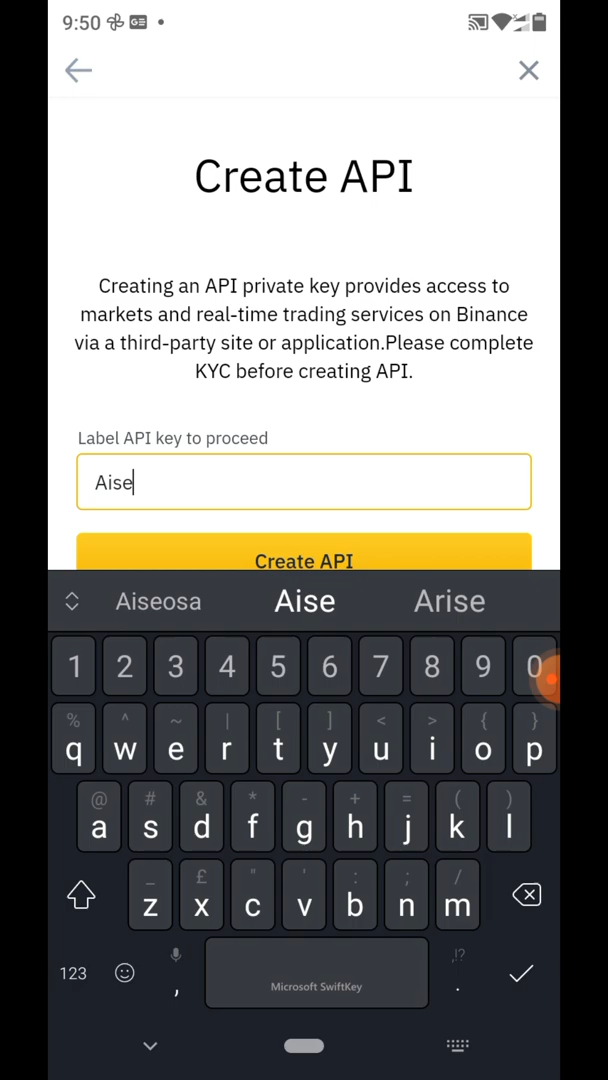 9:50 GE
Create API
Creating an API private key provides access to
markets and real-time trading services on Binance
via a third-party site or application.Please complete
KYC before creating API.
Label API key to proceed
Aise
Create API
Aiseosa Aise Arise
1 2 3 4 5 6 7 8 9 0
% ^ ~ | [ ] < > { }
q w e r t y u i o p
@ # & * - + = ( )
a s d f g h j k l
_ £ " ' : ; /
z x c v b n m
,!?
123 , Microsoft SwiftKey .